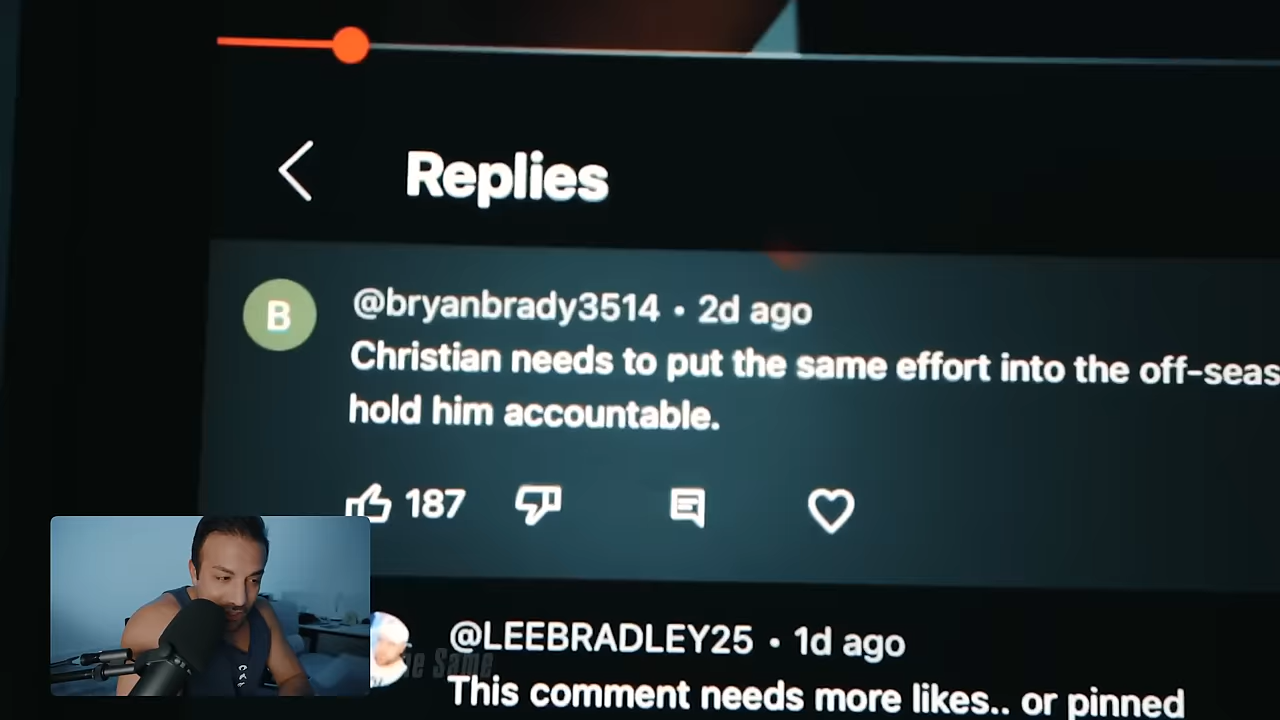 Replies
B
@bryanbrady3514 • 2d ago
Christian needs to put the same effort into the off-seas
hold him accountable.
187
@LEEBRADLEY25 • 1d ago
Same
This comment needs more likes.. or pinned